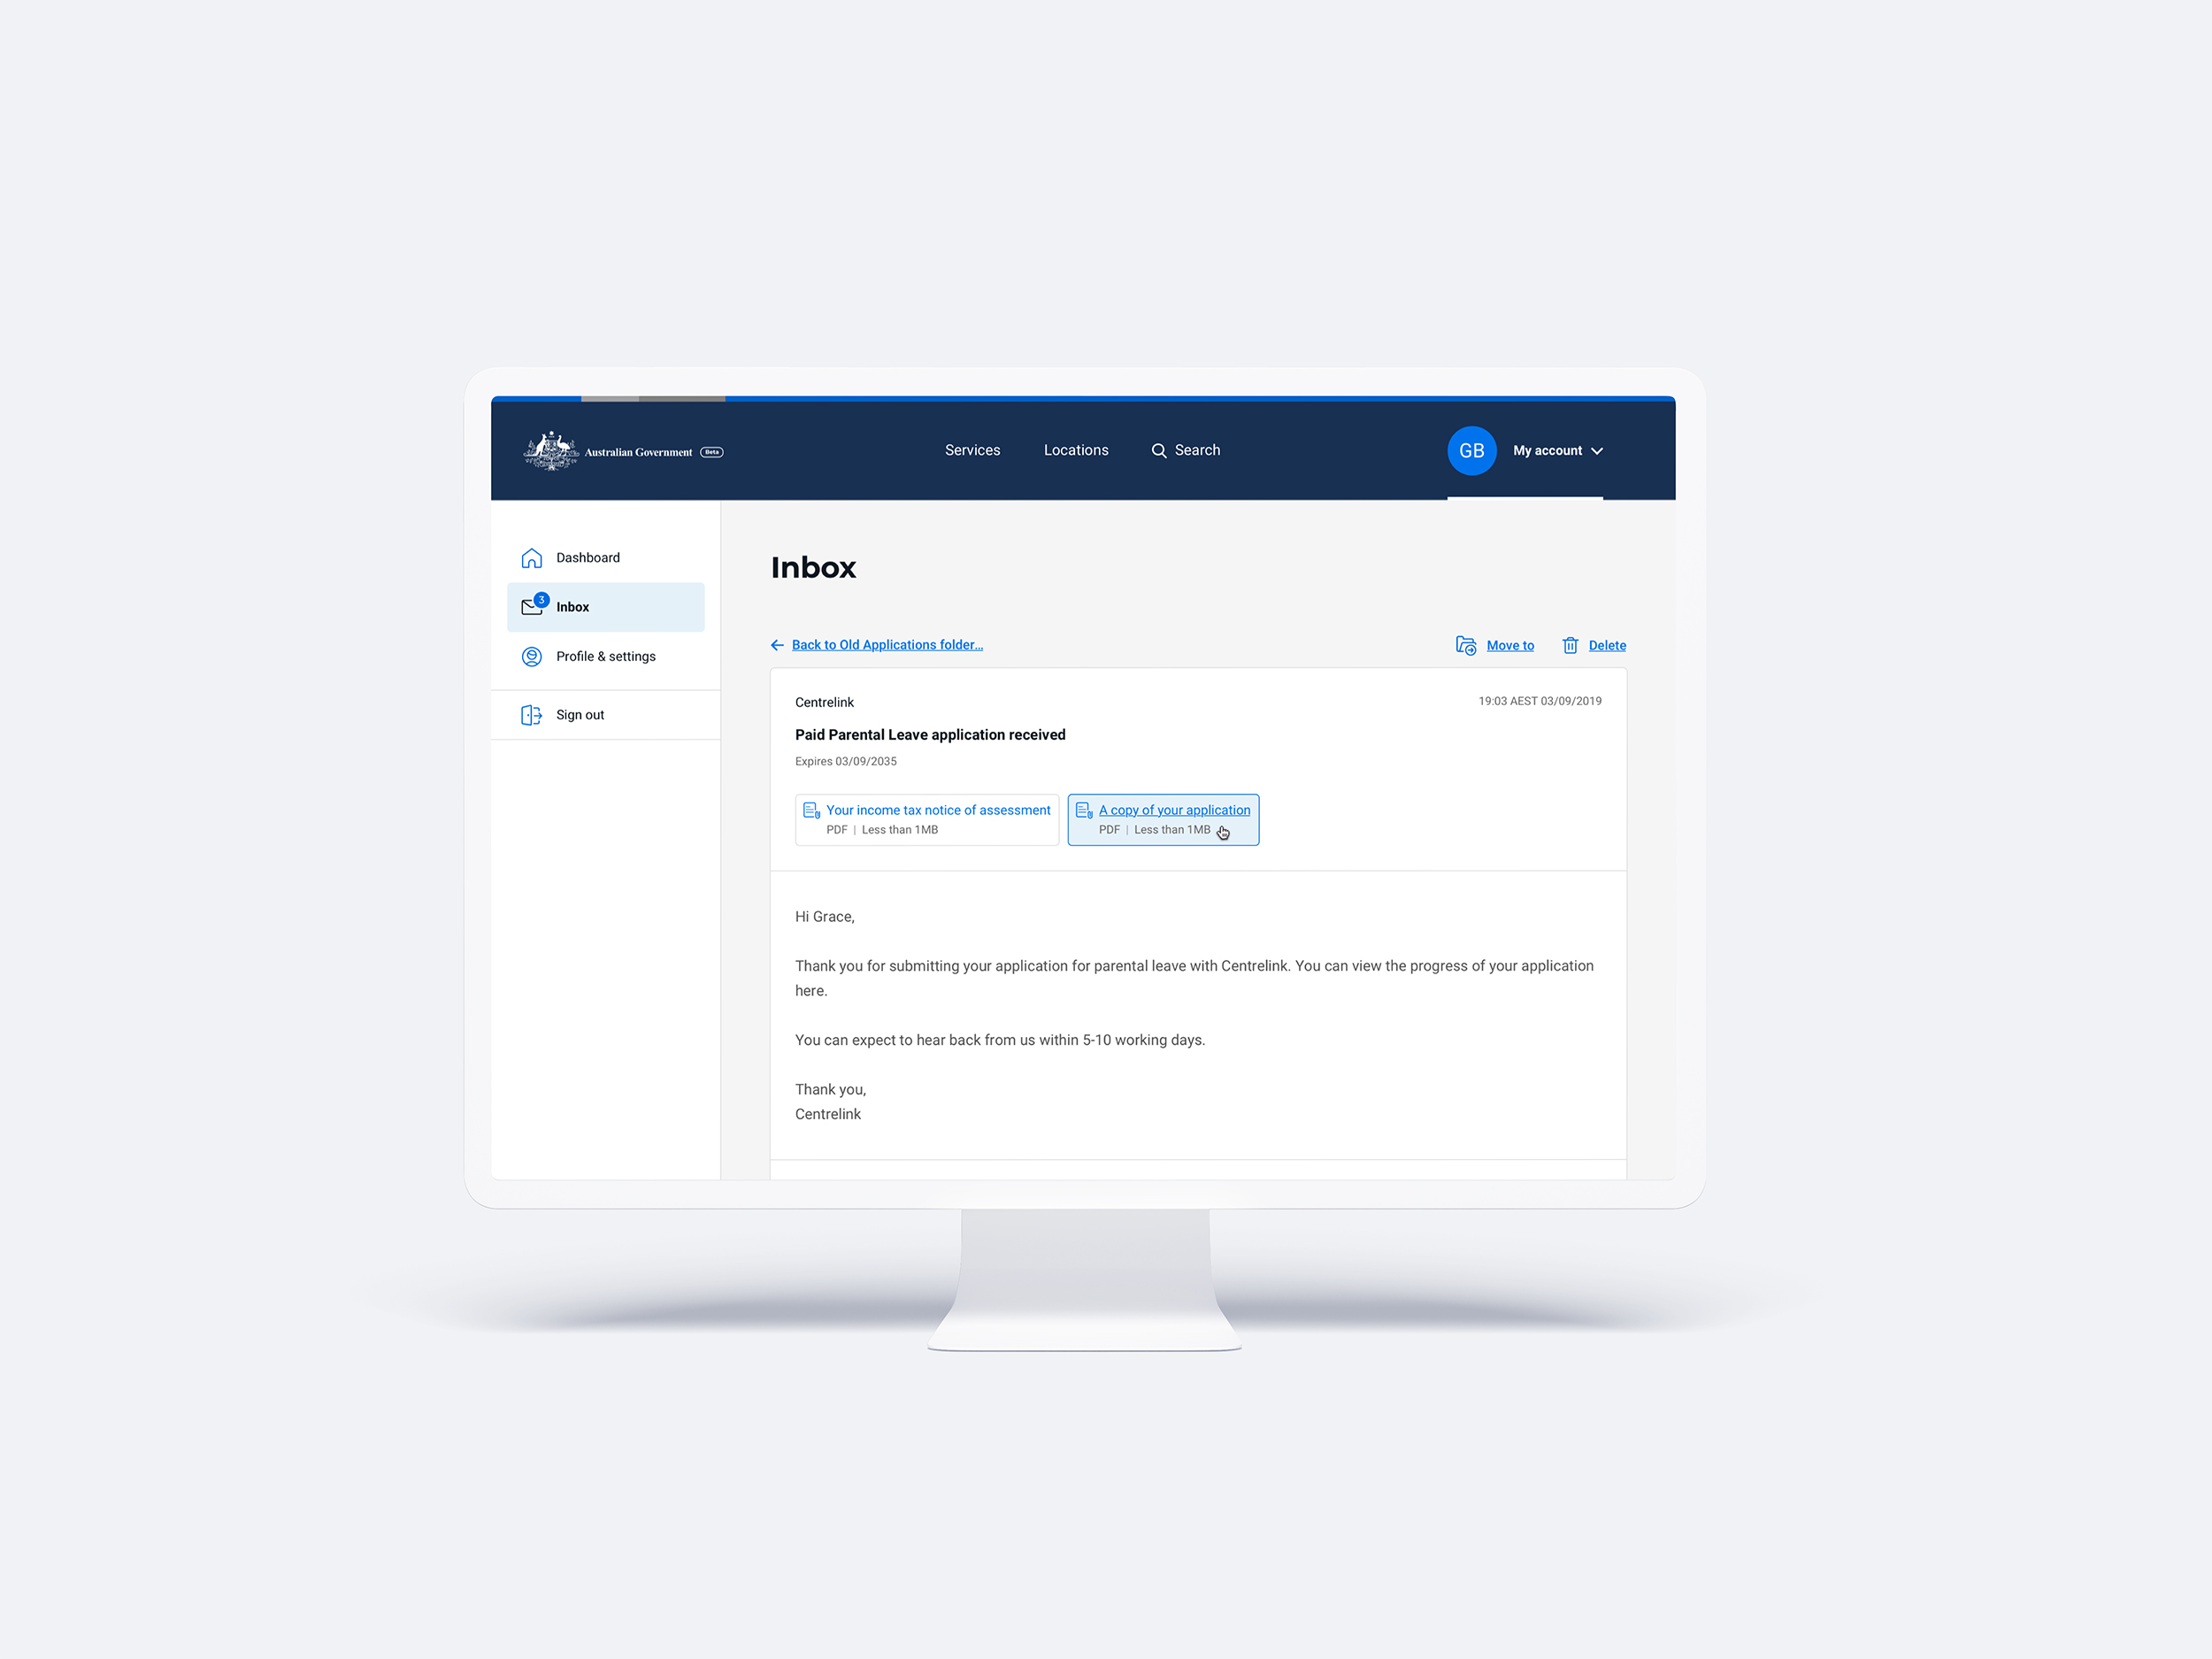 Australian Government Beta
Services
Locations
Search
GB
My account
Dashboard
3
Inbox
Profile & settings
Sign out
Inbox
Back to Old Applications folder...
Move to
Delete
Centrelink
19:03 AEST 03/09/2019
Paid Parental Leave application received
Expires 03/09/2035
Your income tax notice of assessment
PDF | Less than 1MB
A copy of your application
PDF | Less than 1MB
Hi Grace,
Thank you for submitting your application for parental leave with Centrelink. You can view the progress of your application
here.
You can expect to hear back from us within 5-10 working days.
Thank you,
Centrelink